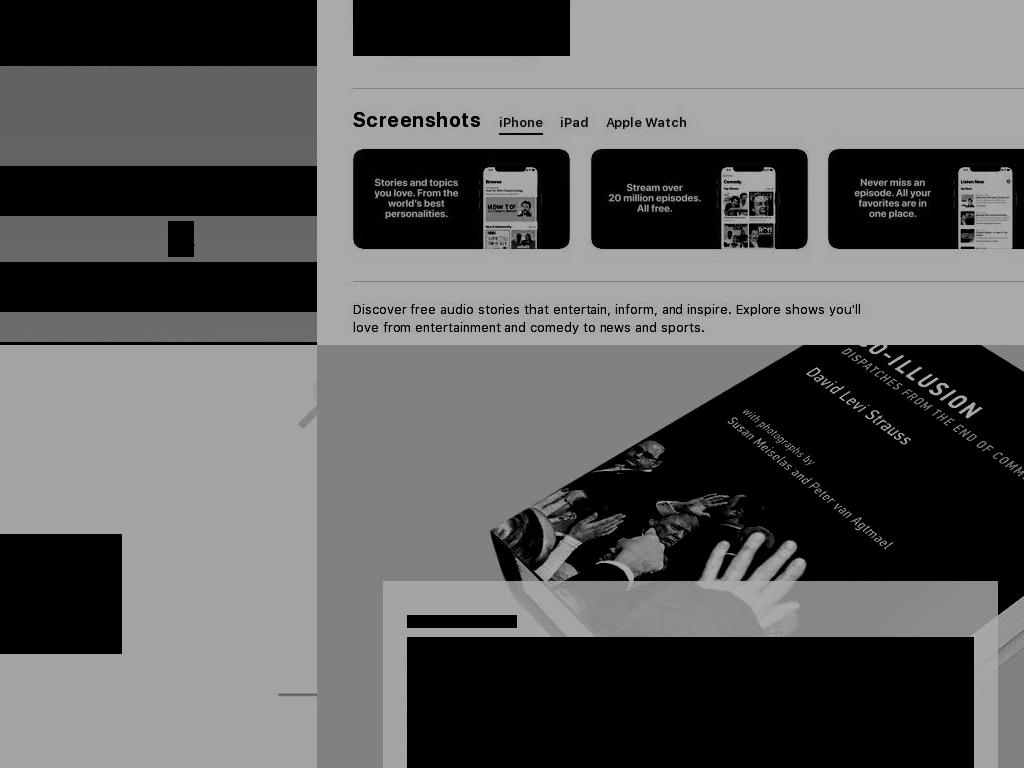 Screenshots iPhone iPad Apple Watch
Stories and topics
you love. From the
world's best
personalities.
Browse
HOW TO!
Stream over
20 million episodes.
All free.
Comedy
Never miss an
episode. All your
favorites are in
one place.
Listen Now
Discover free audio stories that entertain, inform, and inspire. Explore shows you'll
love from entertainment and comedy to news and sports.
O-ILLUSION
DISPATCHES FROM THE END OF COMM
David Levi Strauss
with photographs by
Susan Meiselas and Peter van Agtmael